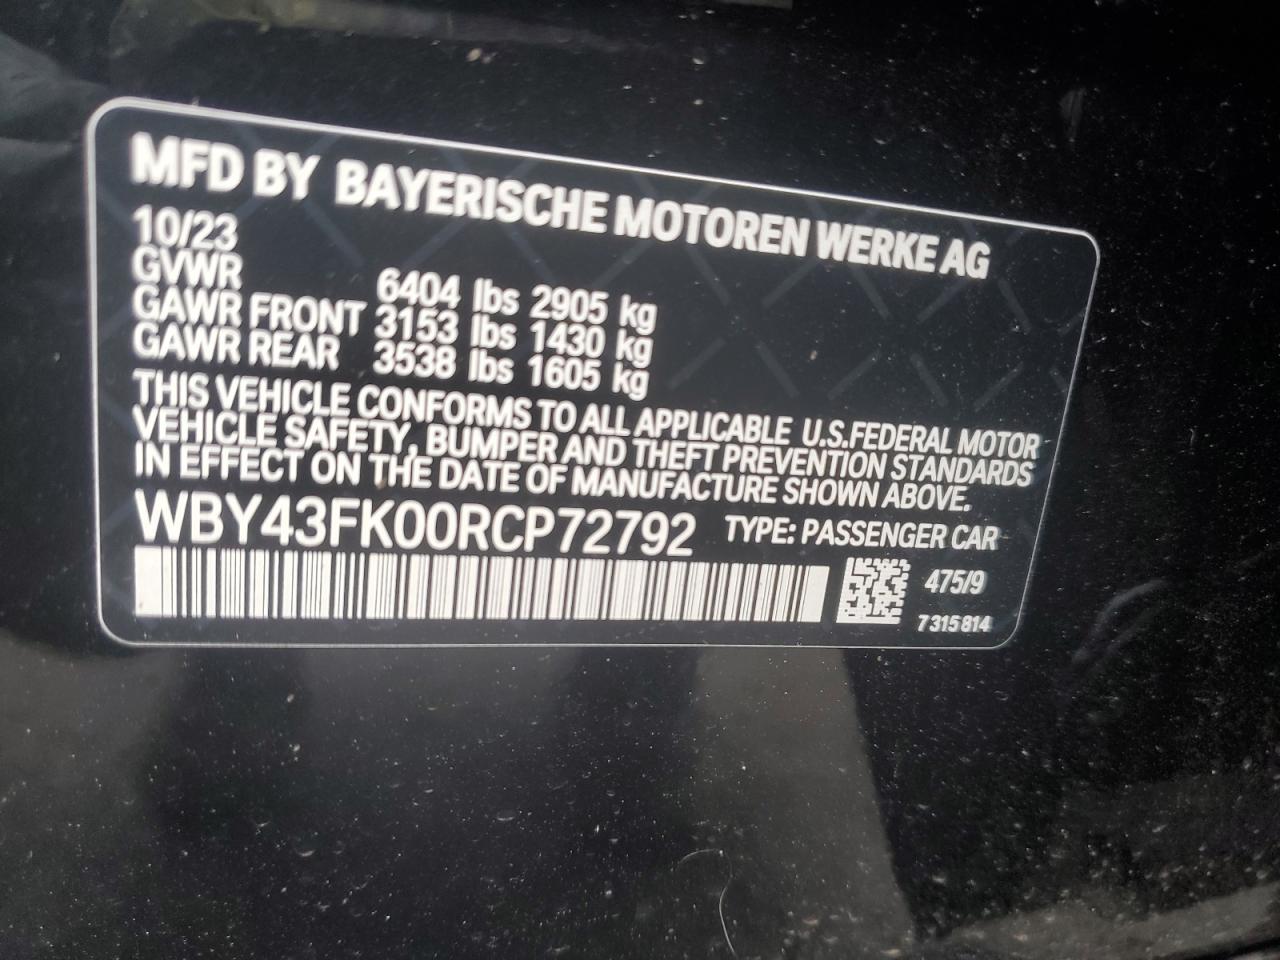 MFD BY BAYERISCHE MOTOREN WERKE AG
10/23
GVWR 6404 lbs 2905 kg
GAWR FRONT 3153 lbs 1430 kg
GAWR REAR 3538 lbs 1605 kg
THIS VEHICLE CONFORMS TO ALL APPLICABLE U.S.FEDERAL MOTOR
VEHICLE SAFETY, BUMPER AND THEFT PREVENTION STANDARDS
IN EFFECT ON THE DATE OF MANUFACTURE SHOWN ABOVE.
WBY43FK00RCP72792 TYPE: PASSENGER CAR
475/9
7 315 814